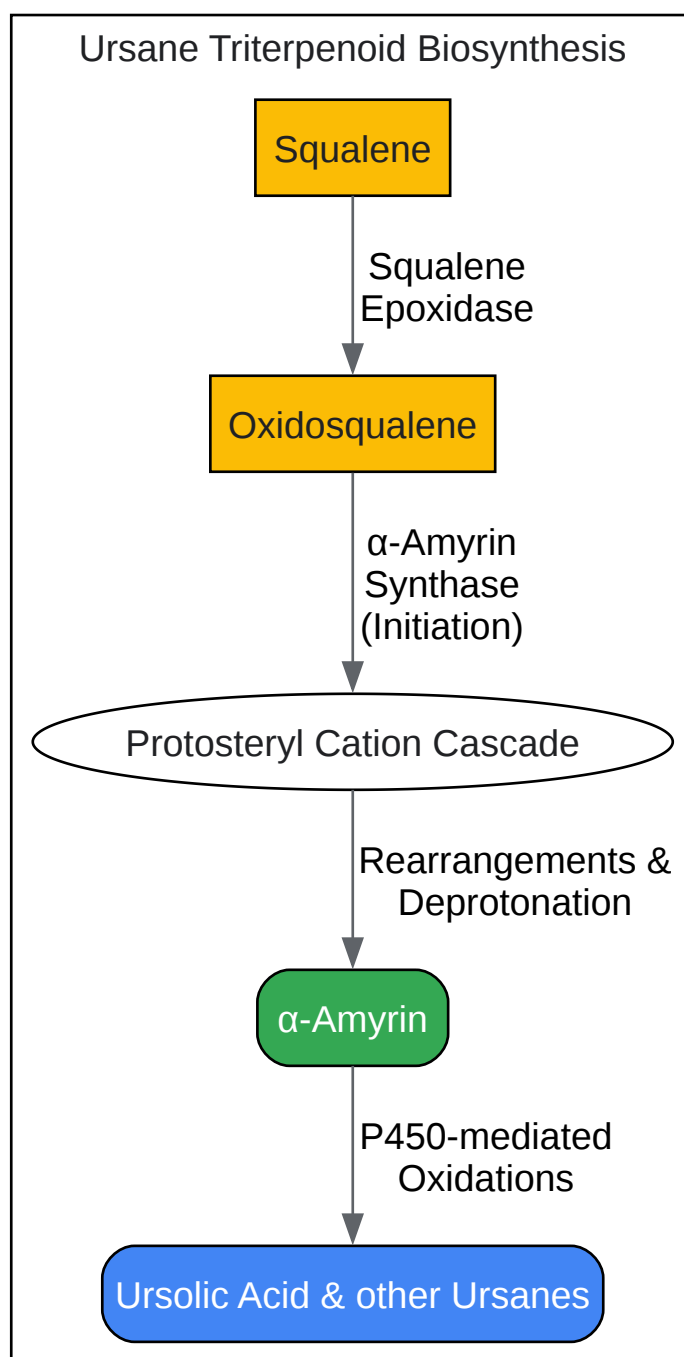 Ursane Triterpenoid Biosynthesis
Squalene
Squalene
Epoxidase
Oxidosqualene
α-Amyrin
Synthase
(Initiation)
Protosteryl Cation Cascade
Rearrangements &
Deprotonation
α-Amyrin
P450-mediated
Oxidations
Ursolic Acid & other Ursanes